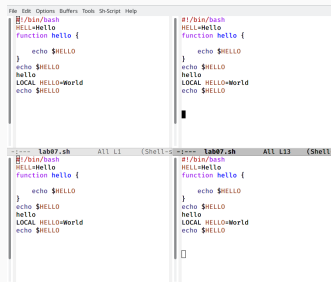 File Edit Options Buffers Tools Sh-Script Help
#!/bin/bash
HELL=Hello
function hello {
echo $HELLO
}
echo $HELLO
hello
LOCAL HELLO=World
echo $HELLO
-:--- lab07.sh All L1 (Shell-s
#!/bin/bash
HELL=Hello
function hello {
echo $HELLO
}
echo $HELLO
hello
LOCAL HELLO=World
echo $HELLO
-:--- lab07.sh All L13 (Shell
#!/bin/bash
HELL=Hello
function hello {
echo $HELLO
}
echo $HELLO
hello
LOCAL HELLO=World
echo $HELLO
#!/bin/bash
HELL=Hello
function hello {
echo $HELLO
}
echo $HELLO
hello
LOCAL HELLO=World
echo $HELLO